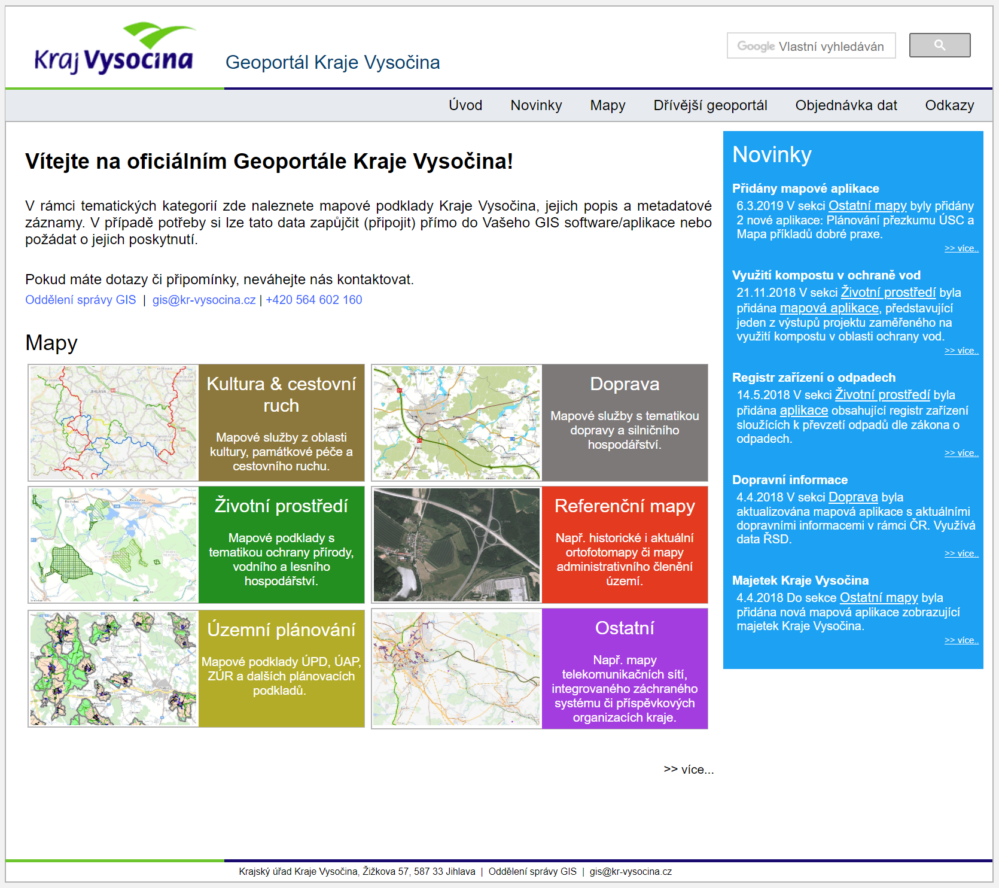 Kraj Vysočina
Geoportál Kraje Vysočina
Google Vlastní vyhledáván
Úvod Novinky Mapy Dřívější geoportál Objednávka dat Odkazy
Vítejte na oficiálním Geoportále Kraje Vysočina!
V rámci tematických kategorií zde naleznete mapové podklady Kraje Vysočina, jejich popis a metadatové
záznamy. V případě potřeby si lze tato data zapůjčit (připojit) přímo do Vašeho GIS software/aplikace nebo
požádat o jejich poskytnutí.
Pokud máte dotazy či připomínky, neváhejte nás kontaktovat.
Oddělení správy GIS | gis@kr-vysocina.cz | +420 564 602 160
Mapy
JIHLAVA
Kultura & cestovní
ruch
Mapové služby z oblasti
kultury, památkové péče a
cestovního ruchu.
Doprava
Mapové služby s tematikou
dopravy a silničního
hospodářství.
Životní prostředí
Mapové podklady s
tematikou ochrany přírody,
vodního a lesního
hospodářství.
Referenční mapy
Např. historické i aktuální
ortofotomapy či mapy
administrativního členění
území.
Územní plánování
Mapové podklady ÚPD, ÚAP,
ZÚR a dalších plánovacích
podkladů.
Ostatní
Např. mapy
telekomunikačních sítí,
integrovaného záchraného
systému či příspěvkových
organizacích kraje.
>> více...
Novinky
Přidány mapové aplikace
6.3.2019 V sekci Ostatní mapy byly přidány
2 nové aplikace: Plánování přezkumu ÚSC a
Mapa příkladů dobré praxe.
>> více..
Využití kompostu v ochraně vod
21.11.2018 V sekci Životní prostředí byla
přidána mapová aplikace, představující
jeden z výstupů projektu zaměřeného na
využití kompostu v oblasti ochrany vod.
>> více..
Registr zařízení o odpadech
14.5.2018 V sekci Životní prostředí byla
přidána aplikace obsahující registr zařízení
sloužících k převzetí odpadů dle zákona o
odpadech.
>> více..
Dopravní informace
4.4.2018 V sekci Doprava byla
aktualizována mapová aplikace s aktuálními
dopravními informacemi v rámci ČR. Využívá
data ŘSD.
>> více..
Majetek Kraje Vysočina
4.4.2018 Do sekce Ostatní mapy byla
přidána nová mapová aplikace zobrazující
majetek Kraje Vysočina.
>> více..
Krajský úřad Kraje Vysočina, Žižkova 57, 587 33 Jihlava | Oddělení správy GIS | gis@kr-vysocina.cz